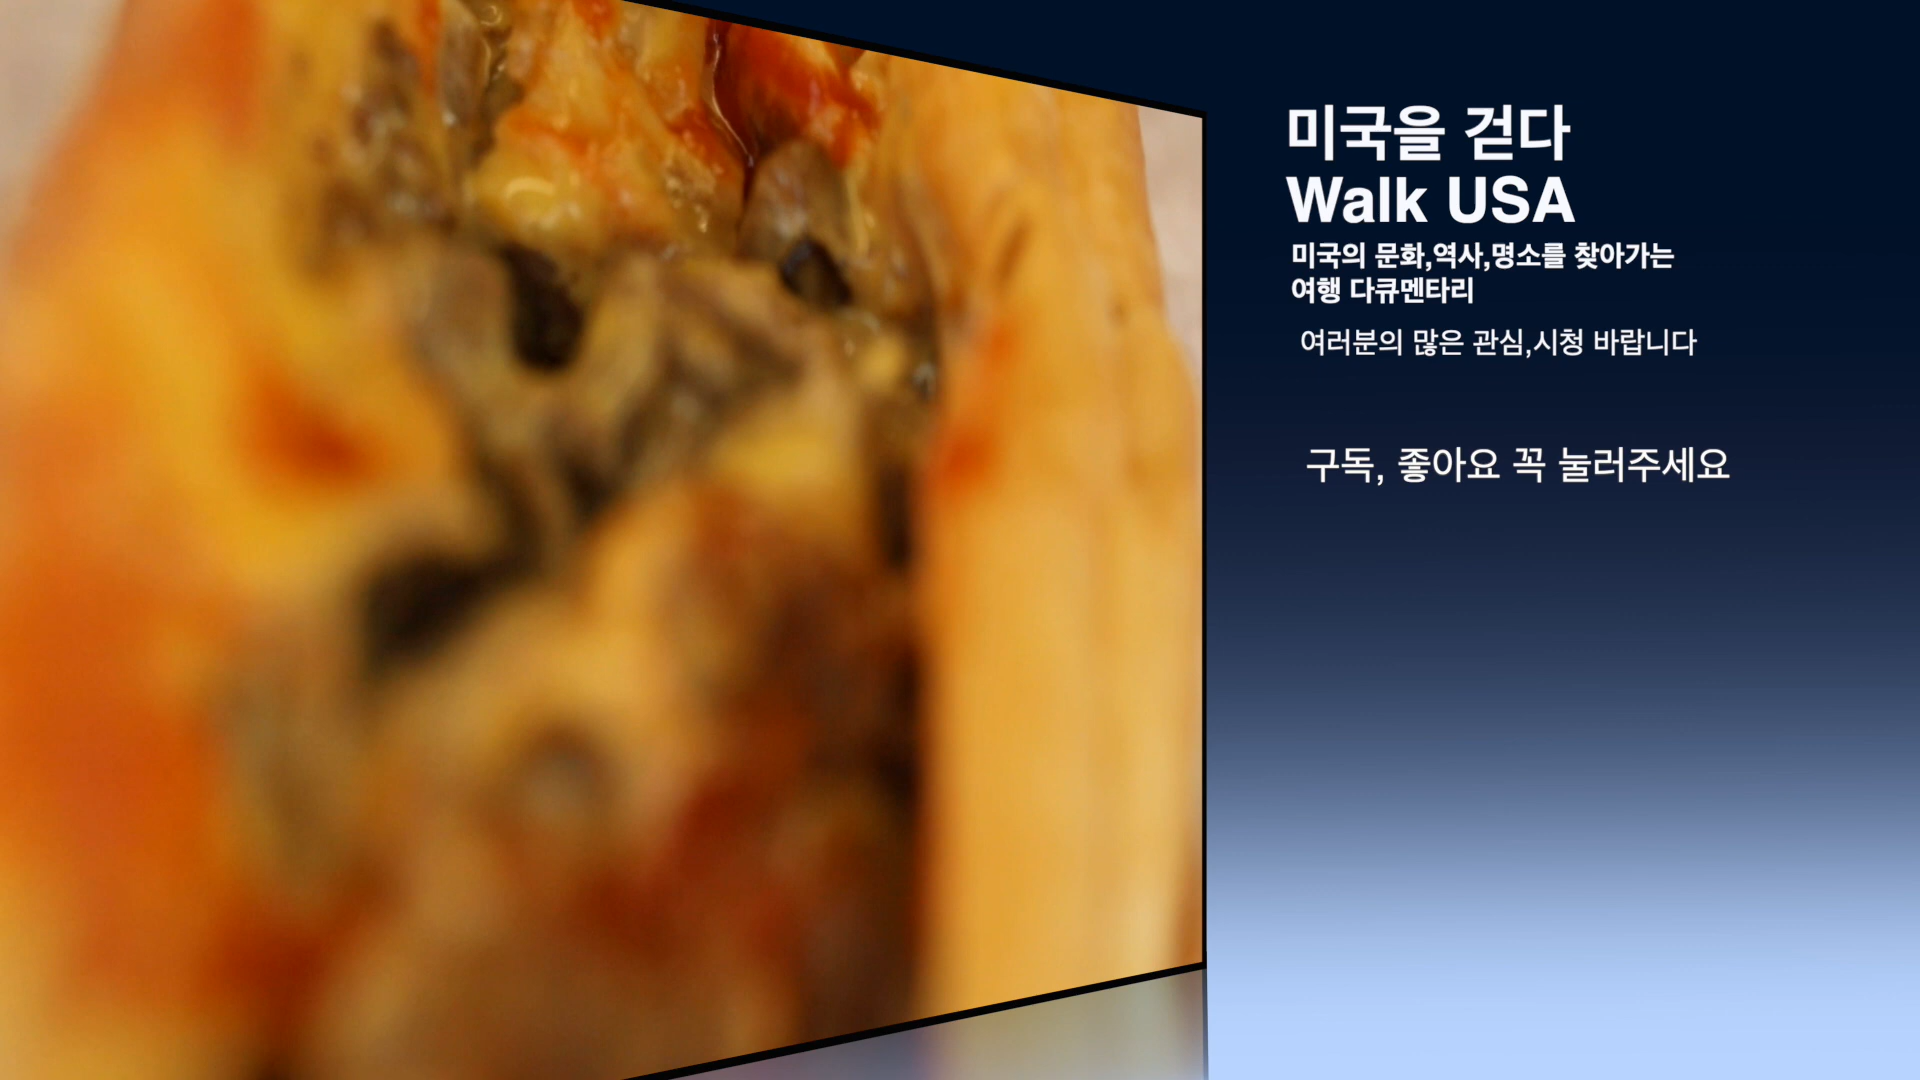 미국을 걷다
Walk USA
미국의 문화,역사,명소를 찾아가는
여행 다큐멘타리
여러분의 많은 관심,시청 바랍니다
구독, 좋아요 꼭 눌러주세요